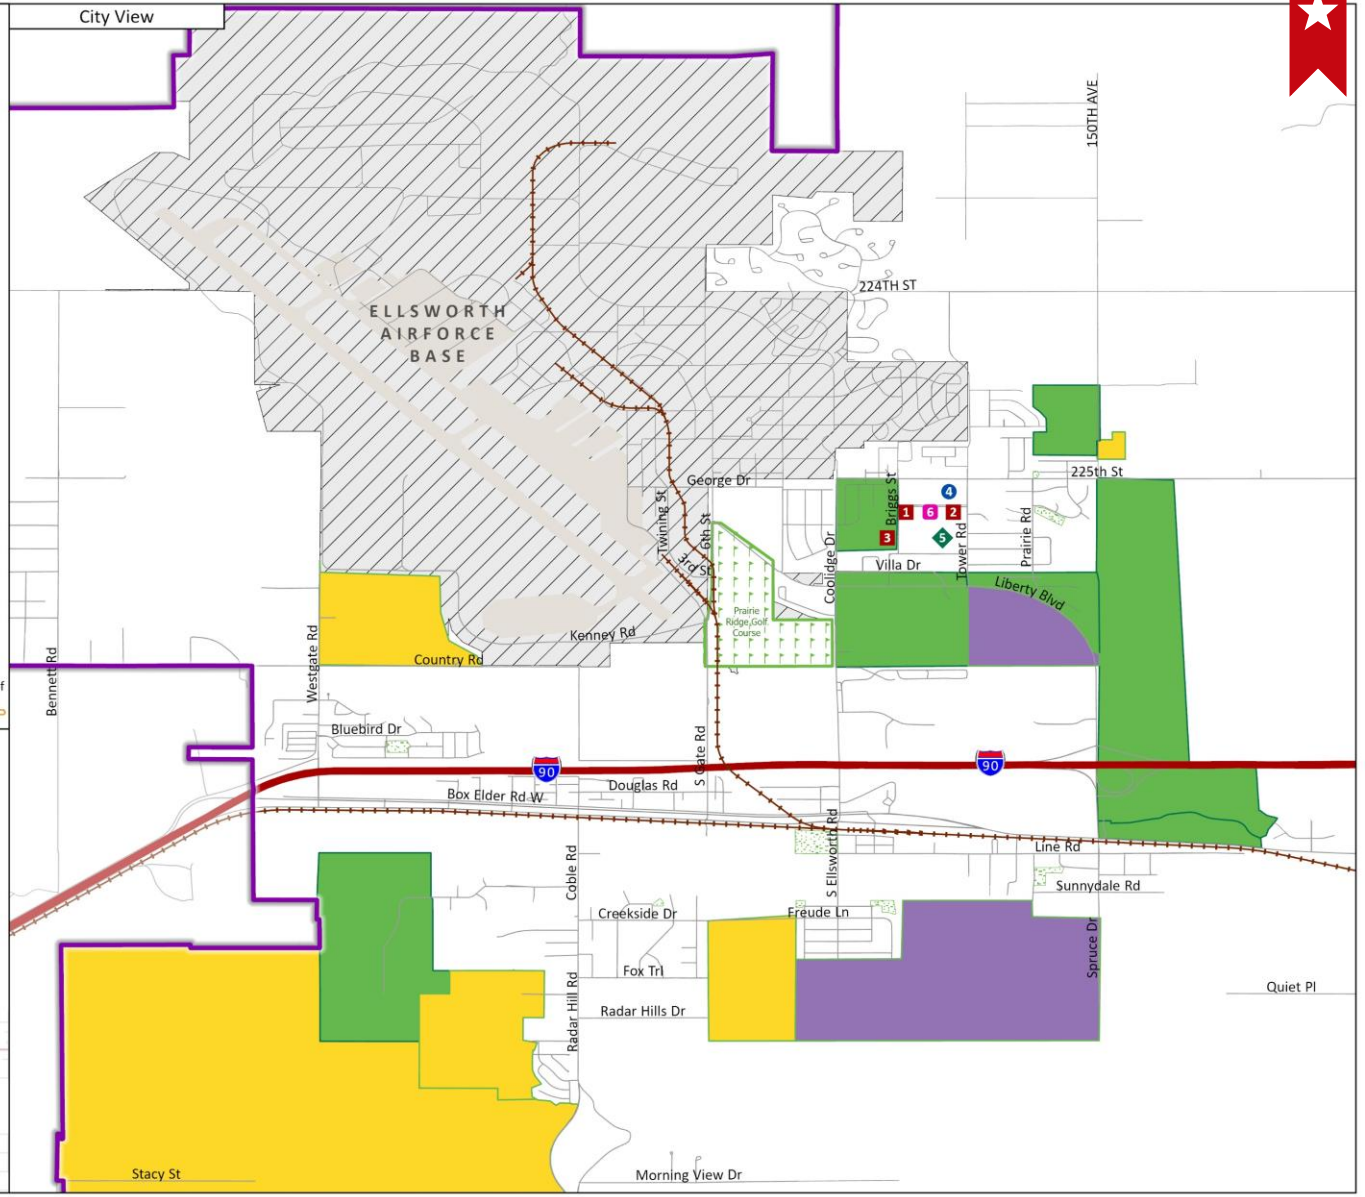 City View
150TH AVE
ELLSWORTH
AIRFORCE
BASE
224TH ST
225th St
George Dr
Briggs St
4
1
6
2
3
5
Twining St
6th St
3rd St
Coolidge Dr
Tower Rd
Prairie Rd
Villa Dr
Liberty Blvd
Prairie
Ridge Golf
Course
Kenney Rd
Country Rd
Westgate Rd
Bennett Rd
f
Bluebird Dr
S Gate Rd
90
90
Douglas Rd
Box Elder Rd W
S Ellsworth Rd
Line Rd
Coble Rd
Sunnydale Rd
Creekside Dr
Freude Ln
Spruce Dr
Fox Trl
Quiet Pl
Radar Hill Rd
Radar Hills Dr
Stacy St
Morning View Dr